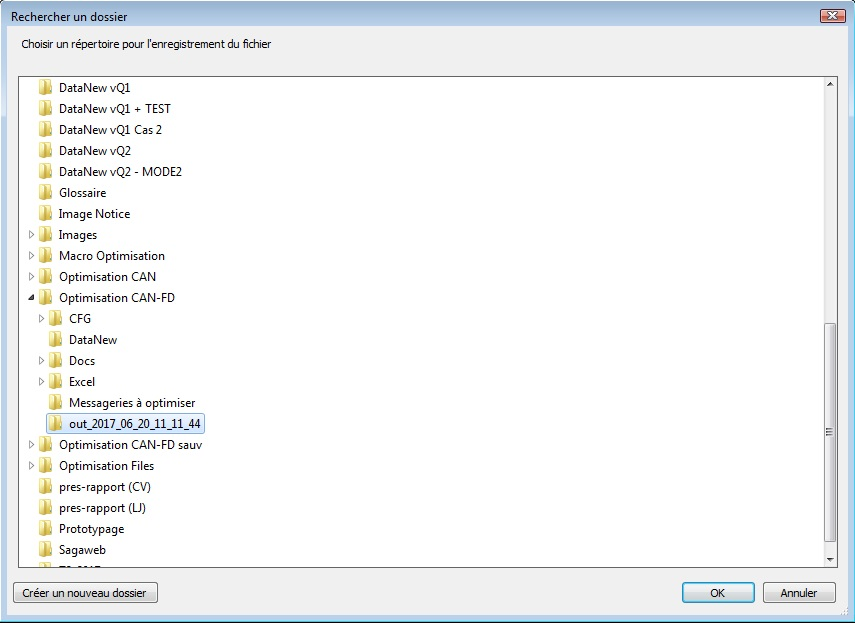 Rechercher un dossier
Choisir un répertoire pour l'enregistrement du fichier
DataNew vQ1
DataNew vQ1 + TEST
DataNew vQ1 Cas 2
DataNew vQ2
DataNew vQ2 - MODE2
Glossaire
Image Notice
Images
Macro Optimisation
Optimisation CAN
Optimisation CAN-FD
CFG
DataNew
Docs
Excel
Messageries à optimiser
out_2017_06_20_11_11_44
Optimisation CAN-FD sauv
Optimisation Files
pres-rapport (CV)
pres-rapport (LJ)
Prototypage
Sagaweb
Créer un nouveau dossier
OK
Annuler